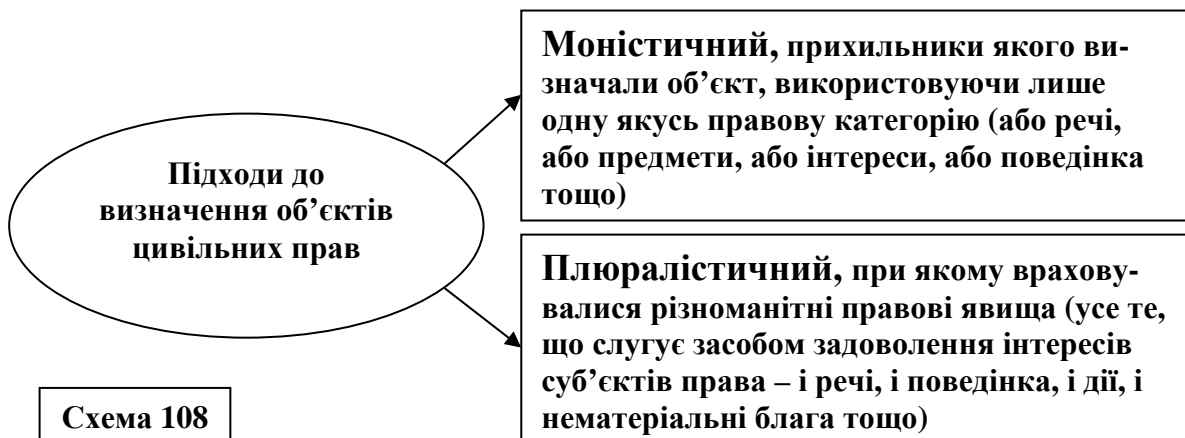 Моністичний, прихильники якого ви-
значали об’єкт, використовуючи лише
одну якусь правову категорію (або речі,
або предмети, або інтереси, або поведінка
тощо)
Підходи до
визначення об’єктів
цивільних прав
Плюралістичний, при якому врахову-
валися різноманітні правові явища (усе те,
що слугує засобом задоволення інтересів
суб’єктів права – і речі, і поведінка, і дії, і
нематеріальні блага тощо)
Схема 108